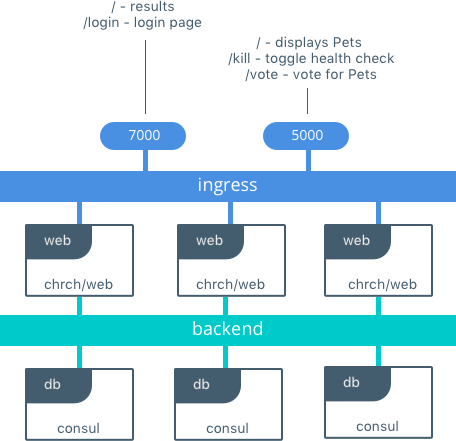 / - results
/login - login page
/ - displays Pets
/kill - toggle health check
/vote - vote for Pets
7000
5000
ingress
web
web
web
chrch/web
chrch/web
chrch/web
backend
db
db
db
consul
consul
consul